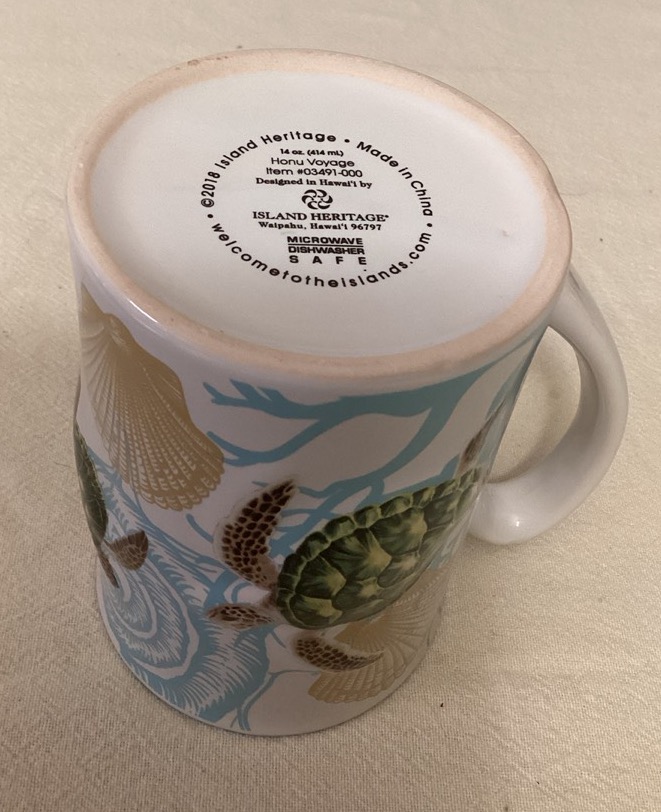 ©2018 Island Heritage • Made in China
14 oz. (414 mL)
Honu Voyage
Item #03491-000
Designed in Hawai'i by
ISLAND HERITAGE®
Waipahu, Hawai'i 96797
MICROWAVE
DISHWASHER
SAFE
• welcometotheislands.com •